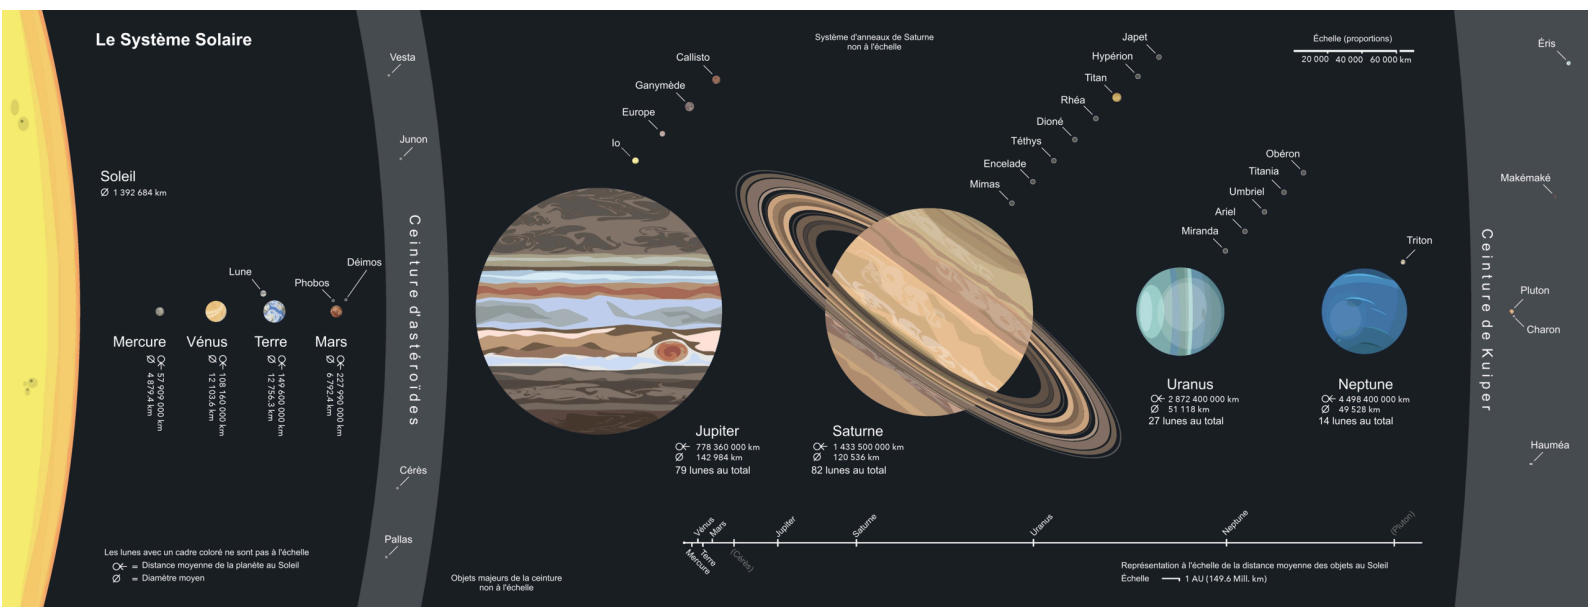 Le Système Solaire
Soleil
Ø 1 392 684 km
Mercure
57 909 000 km
Ø 4 879.4 km
Vénus
108 160 000 km
Ø 12 103.6 km
Lune
Terre
149 600 000 km
Ø 12 756.3 km
Phobos
Déimos
Mars
227 990 000 km
Ø 6 792.4 km
Vesta
Junon
Ceinture d'astéroïdes
Cérès
Pallas
Callisto
Ganymède
Europe
Io
Jupiter
778 360 000 km
Ø 142 984 km
79 lunes au total
Système d'anneaux de Saturne
non à l'échelle
Japet
Hypérion
Titan
Rhéa
Dioné
Téthys
Encelade
Mimas
Saturne
1 433 500 000 km
Ø 120 536 km
82 lunes au total
Obéron
Titania
Umbriel
Ariel
Miranda
Uranus
2 872 400 000 km
Ø 51 118 km
27 lunes au total
Échelle (proportions)
20 000 40 000 60 000 km
Triton
Neptune
4 498 400 000 km
Ø 49 528 km
14 lunes au total
Éris
Makémaké
Ceinture de Kuiper
Pluton
Charon
Hauméa
Les lunes avec un cadre coloré ne sont pas à l'échelle
= Distance moyenne de la planète au Soleil
Ø = Diamètre moyen
Objets majeurs de la ceinture
non à l'échelle
Mercure
Vénus
Terre
Mars
(Cérès)
Jupiter
Saturne
Uranus
Neptune
(Pluton)
Représentation à l'échelle de la distance moyenne des objets au Soleil
Échelle 1 AU (149.6 Mill. km)